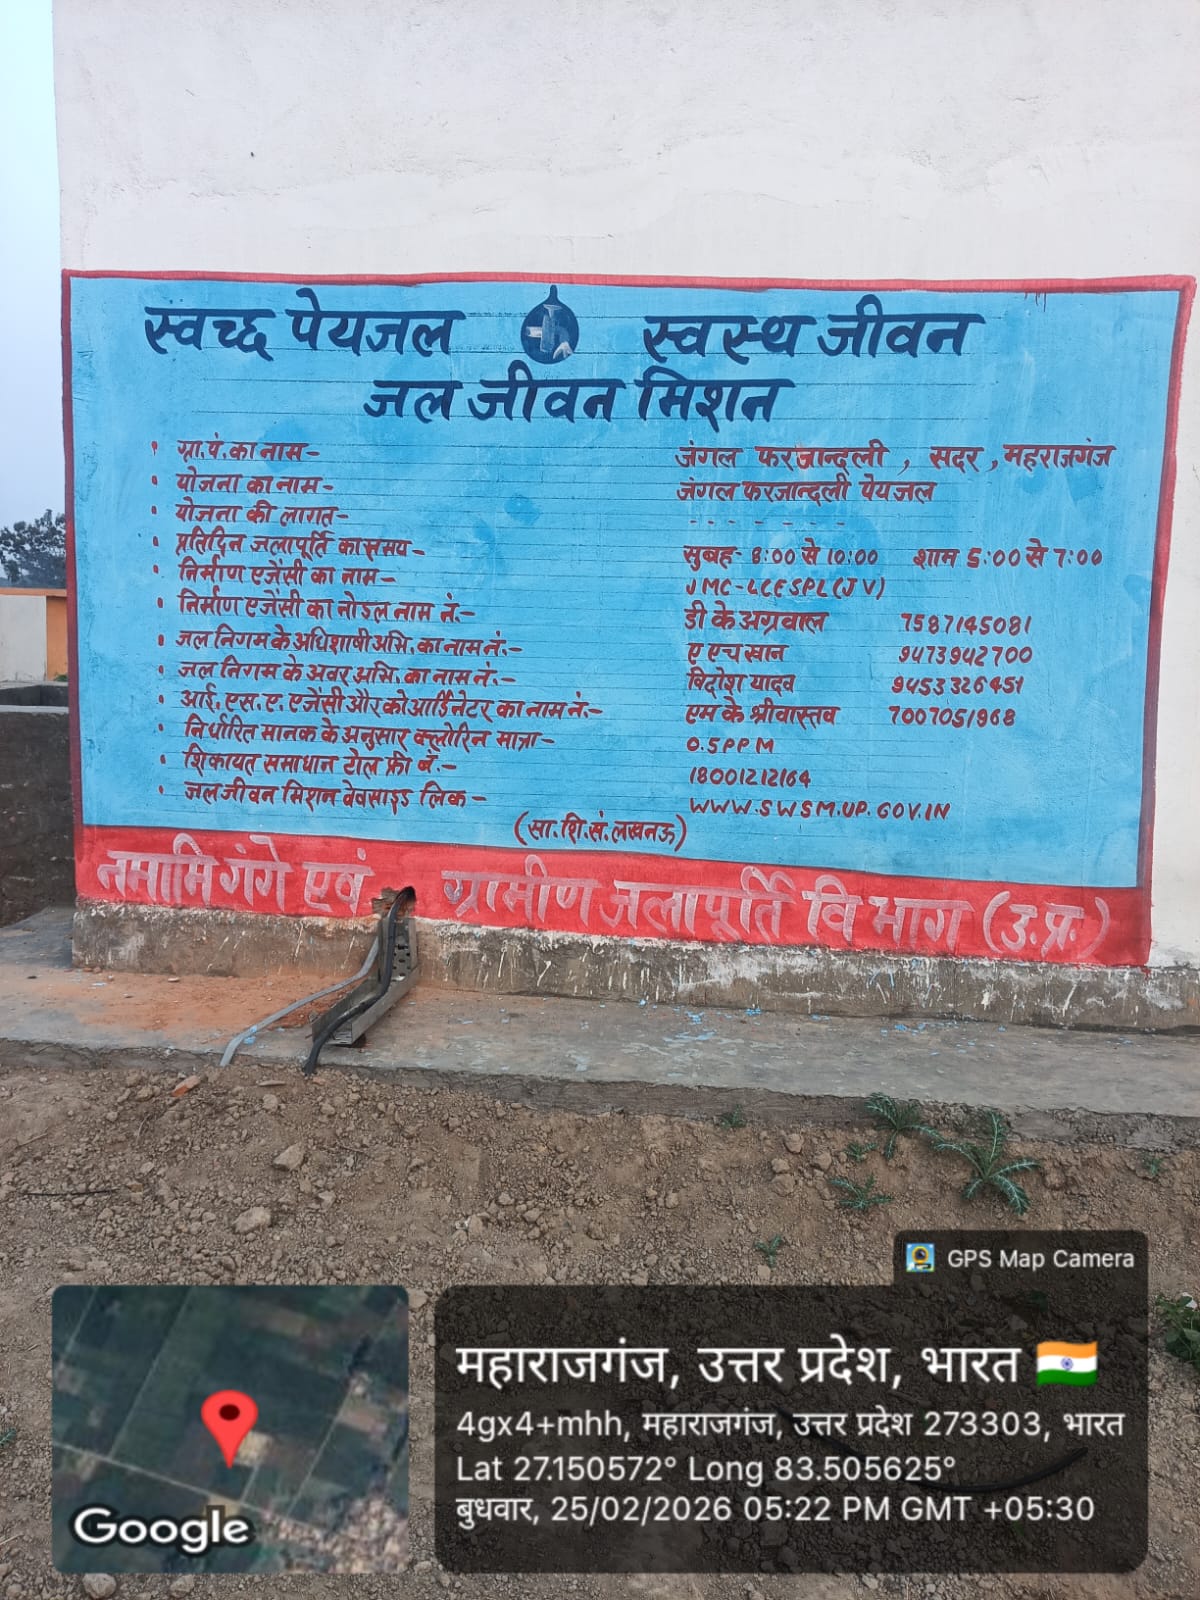 स्वच्छ पेयजल स्वस्थ जीवन
जल जीवन मिशन
• ग्रा.पं. का नास- जंगल फरजान्दली , सदर , महराजगंज
• योजना का नाम- जंगल फरजान्दली पेयजल
• योजना की लागत- - - - - - - -
• प्रतिदिन जलापूर्ति का समय- सुबह- 8:00 से 10:00 शाम 5:00 से 7:00
• निर्माण एजेंसी का नाम- JMC-LCESPL(JV)
• निर्माण एजेंसी का नोडल नाम नं.- डी के अग्रवाल 7587145081
• जल निगम के अधिशाषी अभि. का नाम नं.- ए एच खान 9473942700
• जल निगम के अवर अभि. का नाम नं.- यादव 9453326451
• आई. एस. ए. एजेंसी और कोआर्डिनेटर का नाम नं.- एम के श्रीवास्तव 7007051968
• निर्धारित मानक के अनुसार क्लोरिन मात्रा- 0.5PPM
• शिकायत समाधान टोल फ्री नं.- 18001212164
• जल जीवन मिशन वेवसाइड लिक- WWW.SWSM.UP.GOV.IN
(सा.शि.सं.लखनऊ)
नमामि गंगे एवं ग्रामीण जलापूर्ति विभाग (उ.प्र.)
GPS Map Camera
महाराजगंज, उत्तर प्रदेश, भारत
4gx4+mhh, महाराजगंज, उत्तर प्रदेश 273303, भारत
Lat 27.150572° Long 83.505625°
बुधवार, 25/02/2026 05:22 PM GMT +05:30
Google